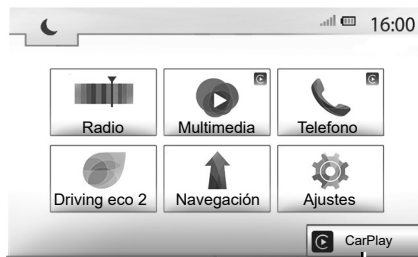 16:00
Radio
Multimedia
Telefono
Driving eco 2
Navegación
Ajustes
CarPlay